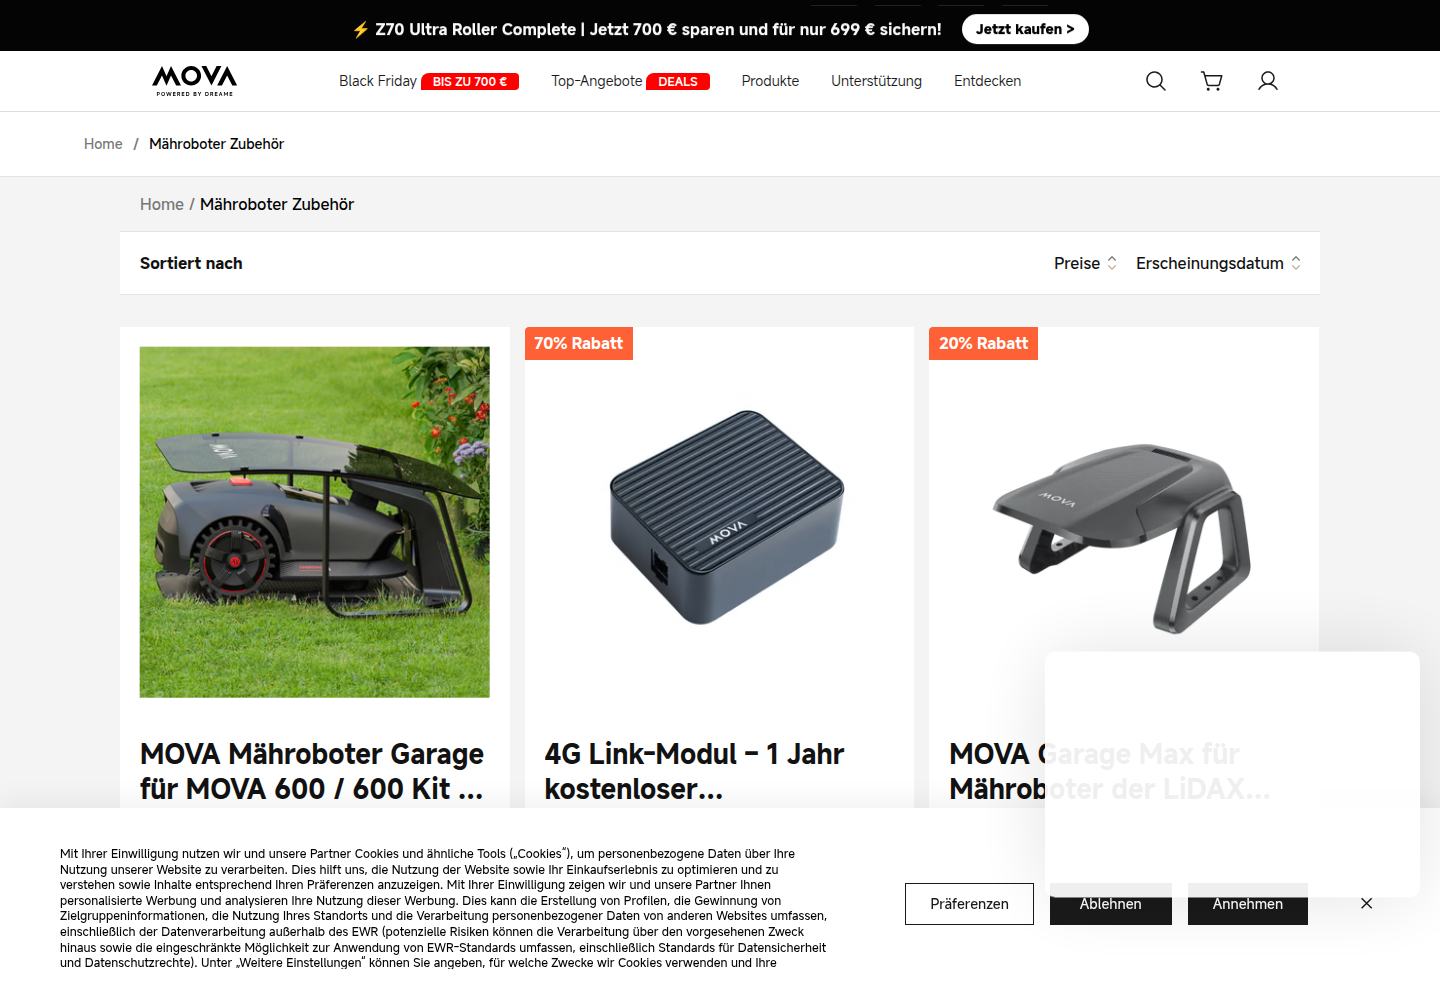 ⚡ Z70 Ultra Roller Complete | Jetzt 700 € sparen und für nur 699 € sichern!
Jetzt kaufen >
MOVA
POWERED BY DREAME
Black Friday
BIS ZU 700 €
Top-Angebote
DEALS
Produkte
Unterstützung
Entdecken
Home / Mähroboter Zubehör
Home / Mähroboter Zubehör
Sortiert nach
Preise
Erscheinungsdatum
70% Rabatt
20% Rabatt
MOVA
MOVA
MOVA
MOVA Mähroboter Garage
für MOVA 600 / 600 Kit ...
4G Link-Modul – 1 Jahr
kostenloser...
MOVA Garage Max für
Mähroboter der LiDAX...
Mit Ihrer Einwilligung nutzen wir und unsere Partner Cookies und ähnliche Tools („Cookies“), um personenbezogene Daten über Ihre
Nutzung unserer Website zu verarbeiten. Dies hilft uns, die Nutzung der Website sowie Ihr Einkaufserlebnis zu optimieren und zu
verstehen sowie Inhalte entsprechend Ihren Präferenzen anzuzeigen. Mit Ihrer Einwilligung zeigen wir und unsere Partner Ihnen
personalisierte Werbung und analysieren Ihre Nutzung dieser Werbung. Dies kann die Erstellung von Profilen, die Gewinnung von
Zielgruppeninformationen, die Nutzung Ihres Standorts und die Verarbeitung personenbezogener Daten von anderen Websites umfassen,
einschließlich der Datenverarbeitung außerhalb des EWR (potenzielle Risiken können die Verarbeitung über den vorgesehenen Zweck
hinaus sowie die eingeschränkte Möglichkeit zur Anwendung von EWR-Standards umfassen, einschließlich Standards für Datensicherheit
und Datenschutzrechte). Unter „Weitere Einstellungen“ können Sie angeben, für welche Zwecke wir Cookies verwenden und Ihre
Präferenzen
Ablehnen
Annehmen